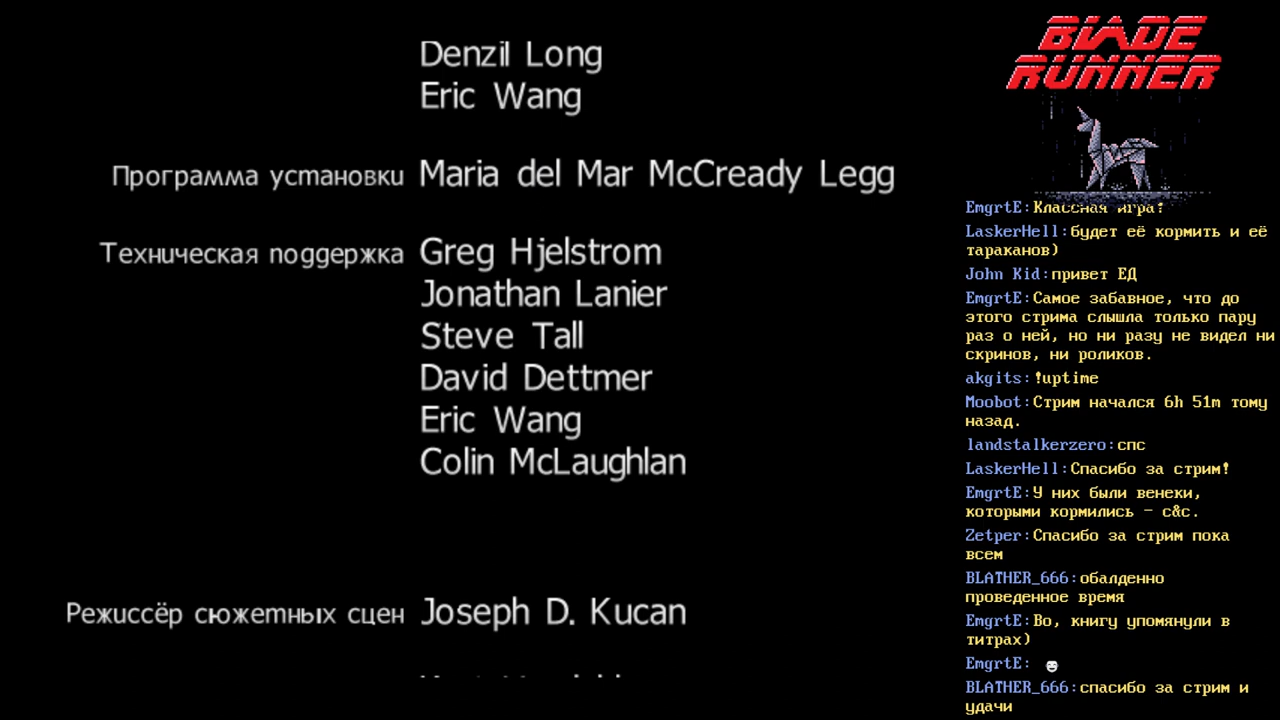 Denzil Long
Eric Wang
Программа установки Maria del Mar McCready Legg
Техническая поддержка Greg Hjelstrom
Jonathan Lanier
Steve Tall
David Dettmer
Eric Wang
Colin McLaughlan
Режиссёр сюжетных сцен Joseph D. Kucan
BLADE
RUNNER
EmgrtE:Классная игра?
LaskerHell:будет её кормить и её
тараканов)
John Kid:привет ЕД
EmgrtE:Самое забавное, что до
этого стрима слышла только пару
раз о ней, но ни разу не видел ни
скринов, ни роликов.
akgits:!uptime
Moobot:Стрим начался 6h 51m тому
назад.
landstalkerzero:спс
LaskerHell:Спасибо за стрим!
EmgrtE:У них были венеки,
которыми кормились - c&c.
Zetper:Спасибо за стрим пока
всем
BLATHER_666:обалденно
проведенное время
EmgrtE:Во, книгу упомянули в
титрах)
EmgrtE:
BLATHER_666:спасибо за стрим и
удачи